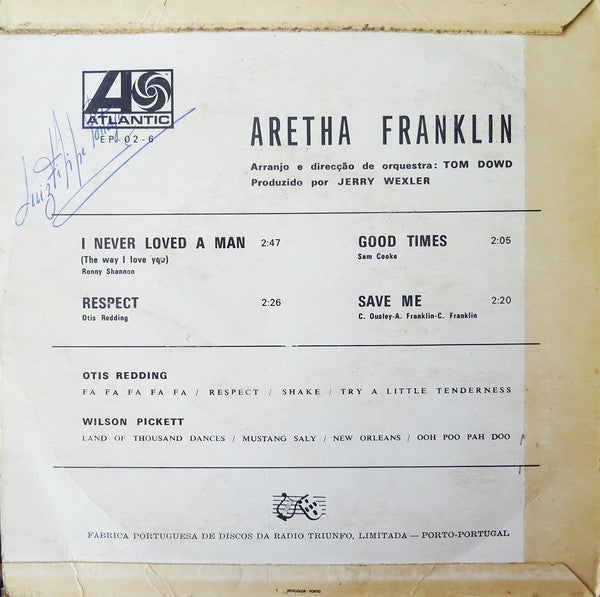 ATLANTIC
EP-02-6
ARETHA FRANKLIN
Arranjo e direcção de orquestra: TOM DOWD
Produzido por JERRY WEXLER
I NEVER LOVED A MAN 2:47
(The way I love you)
Ronny Shannon
RESPECT 2:26
Otis Redding
GOOD TIMES 2:05
Sam Cooke
SAVE ME 2:20
C. Ousley-A. Franklin-C. Franklin
OTIS REDDING
FA FA FA FA FA / RESPECT / SHAKE / TRY A LITTLE TENDERNESS
WILSON PICKETT
LAND OF THOUSAND DANCES / MUSTANG SALY / NEW ORLEANS / OOH POO PAH DOO
FÁBRICA PORTUGUESA DE DISCOS DA RÁDIO TRIUNFO, LIMITADA — PORTO-PORTUGAL